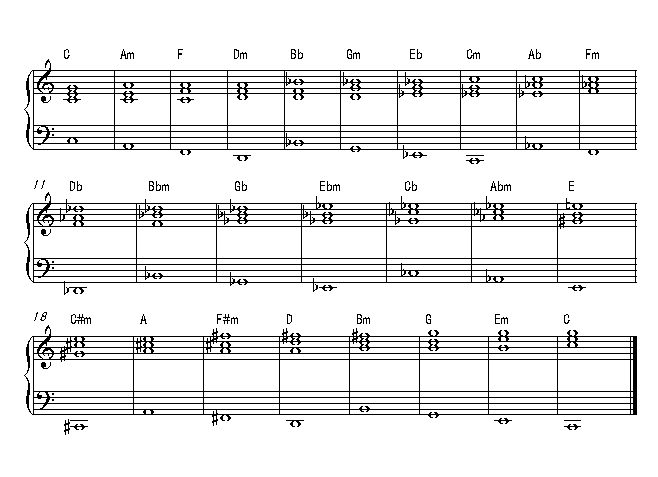 C Am F Dm Bb Gm Eb Cm Ab Fm
11 Db Bbm Gb Ebm Cb Abm E
18 C#m A F#m D Bm G Em C